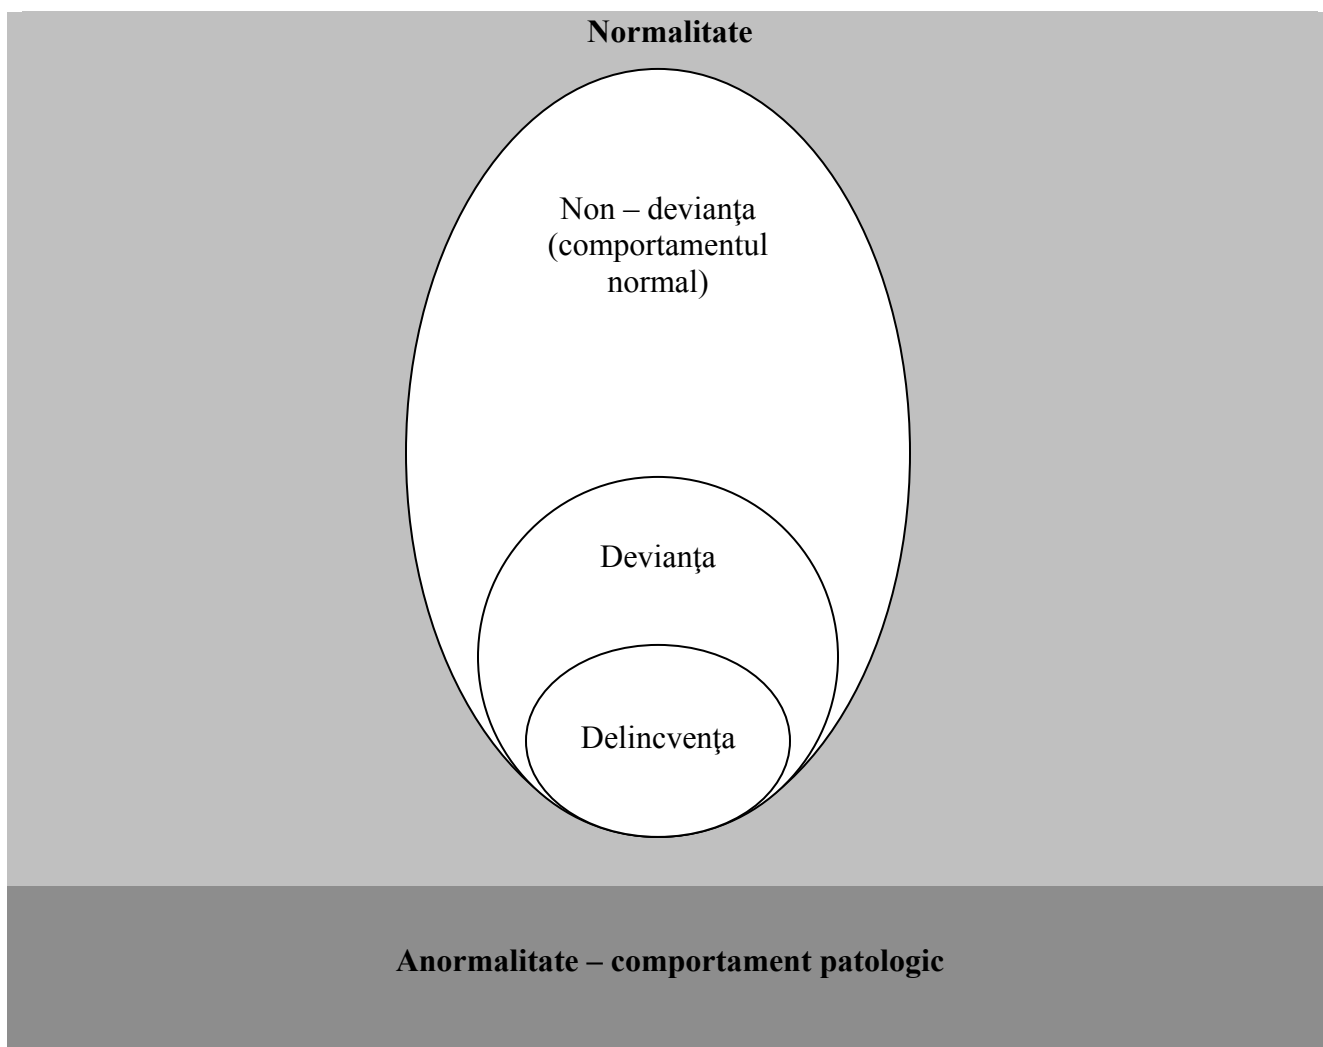 Normalitate
Non – devianţa
(comportamentul
normal)
Devianţa
Delincvenţa
Anormalitate – comportament patologic